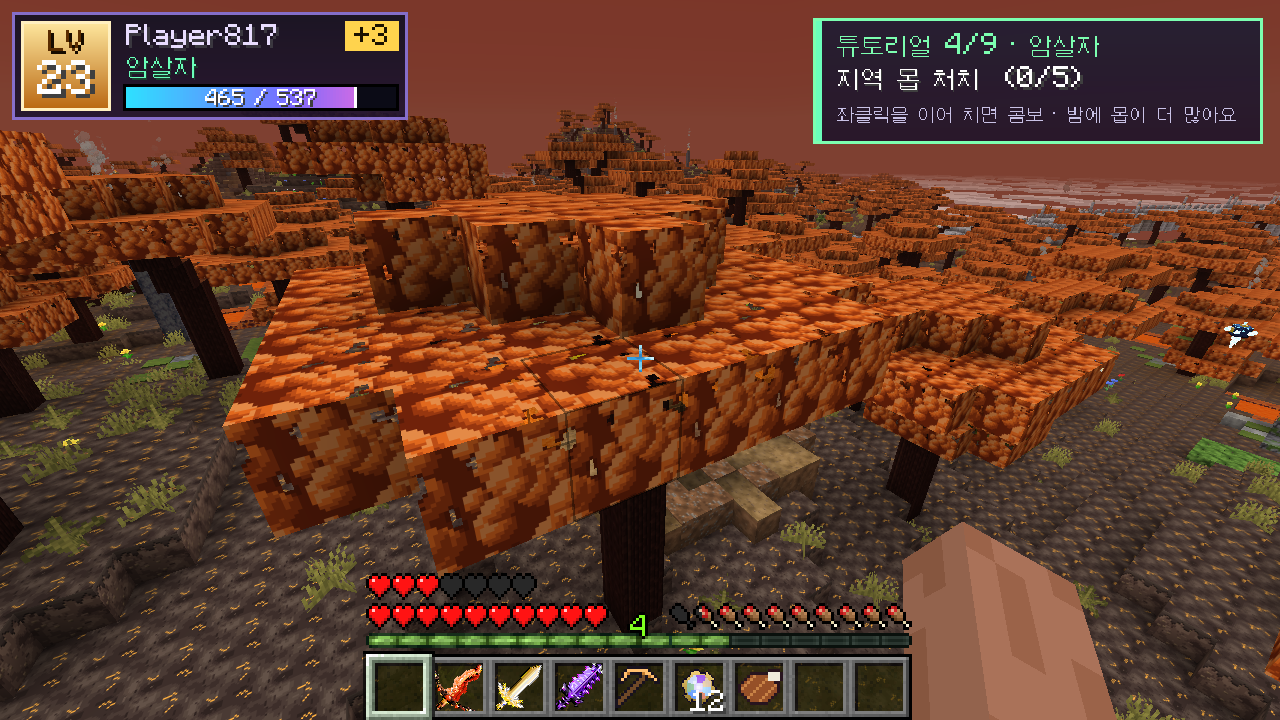 LV
23
Player817
+3
암살자
465 / 537
튜토리얼 4/9 · 암살자
지역 몹 처치 (0/5)
좌클릭을 이어 치면 콤보 · 밤에 몹이 더 많아요
4
12